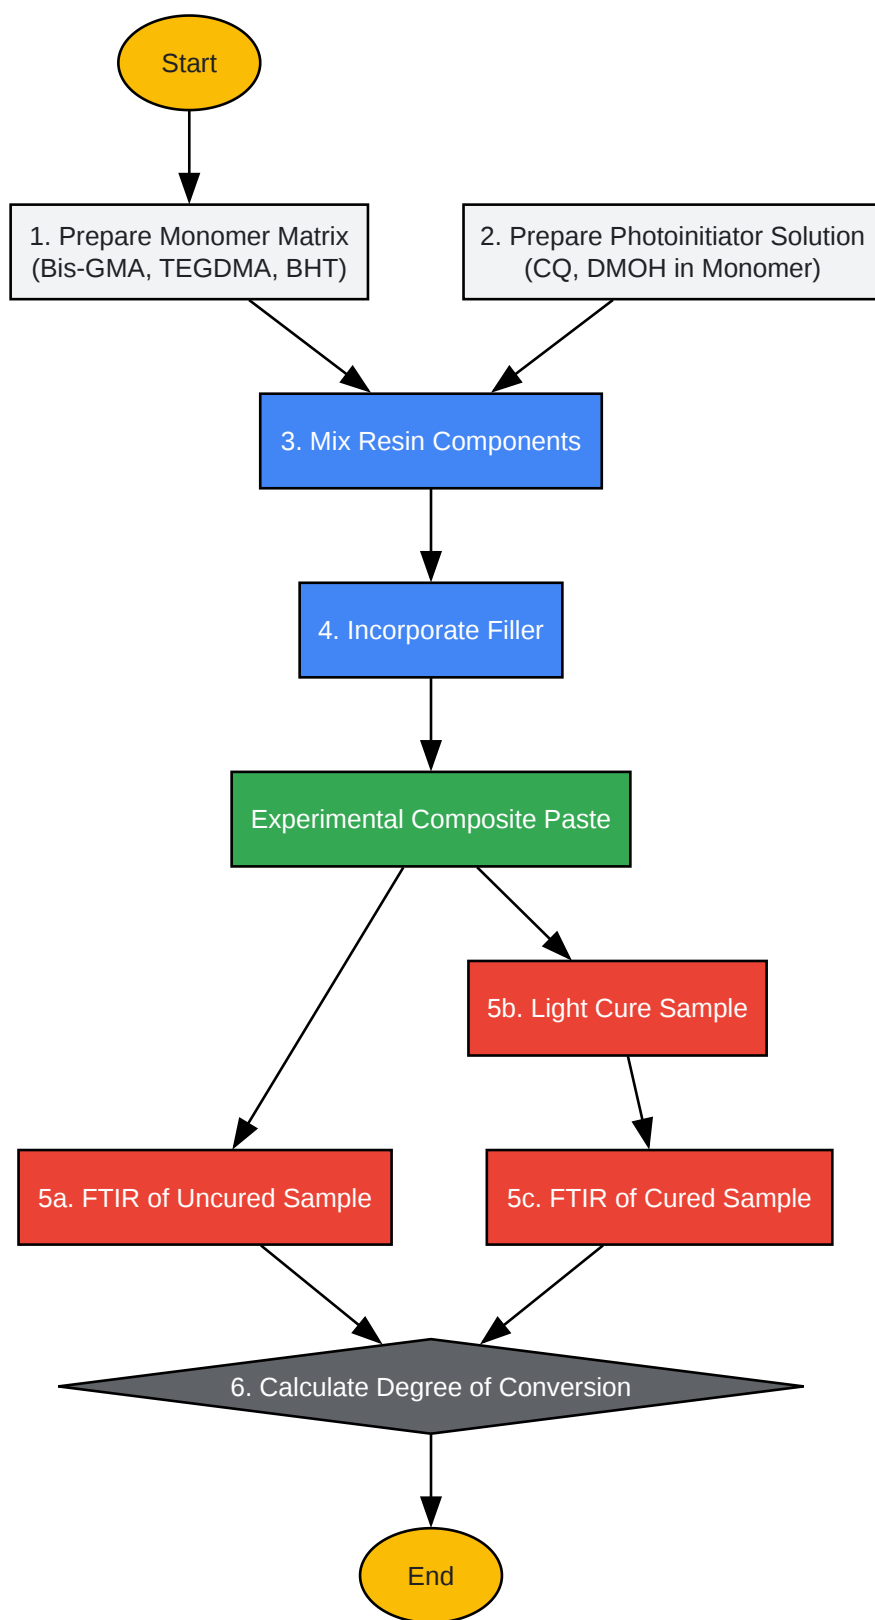 Start
1. Prepare Monomer Matrix
(Bis-GMA, TEGDMA, BHT)
2. Prepare Photoinitiator Solution
(CQ, DMOH in Monomer)
3. Mix Resin Components
4. Incorporate Filler
Experimental Composite Paste
5b. Light Cure Sample
5a. FTIR of Uncured Sample
5c. FTIR of Cured Sample
6. Calculate Degree of Conversion
End